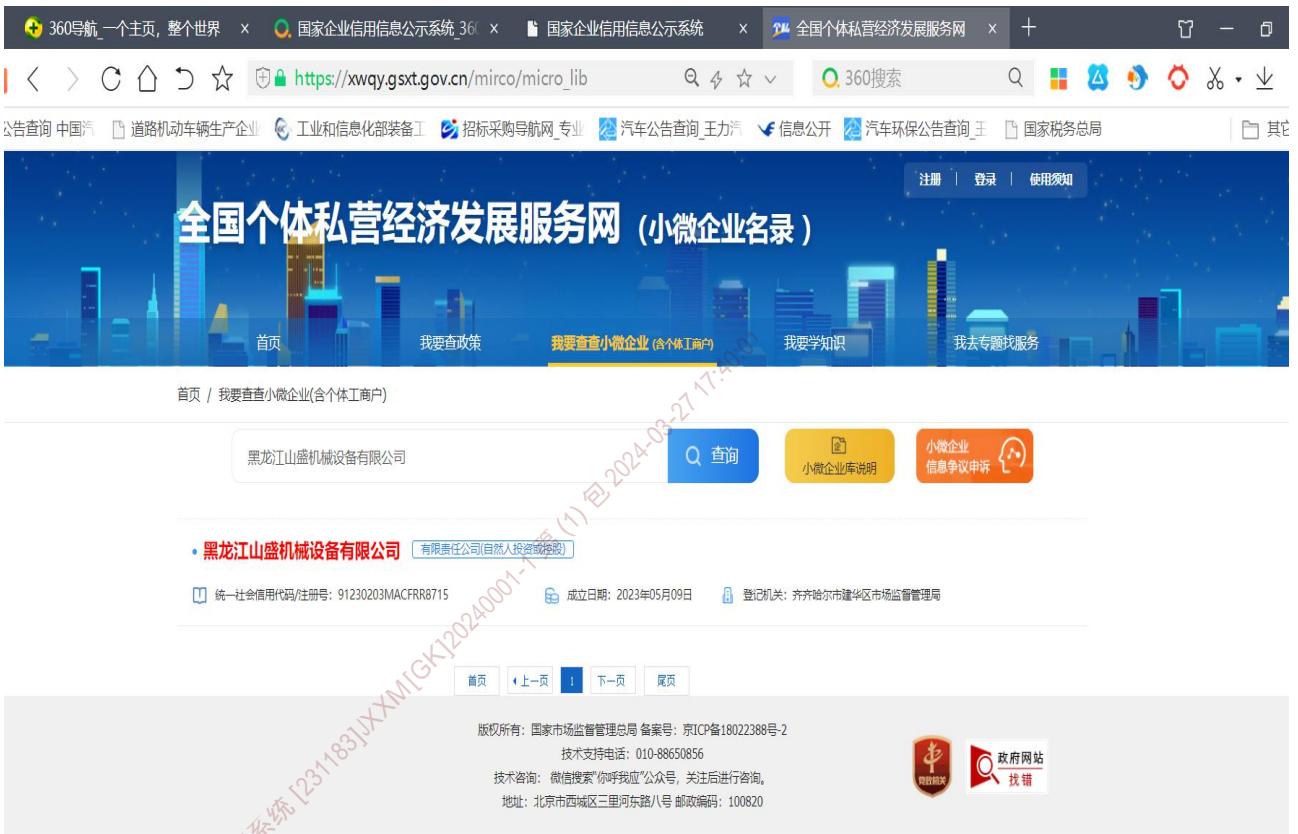 360导航_一个主页，整个世界 × 国家企业信用信息公示系统_36 × 国家企业信用信息公示系统 × 全国个体私营经济发展服务网 ×
https://xwqy.gsxt.gov.cn/mirco/micro_lib 360搜索
公告查询 中国汽 道路机动车辆生产企业 工业和信息化部装备工 招标采购导航网_专业 汽车公告查询_王力汽 信息公开 汽车环保公告查询_王 国家税务总局 其它
注册 | 登录 | 使用须知
全国个体私营经济发展服务网（小微企业名录）
首页 我要查政策 我要查查小微企业 (含个体工商户) 我要学知识 我去专题找服务
首页 / 我要查查小微企业(含个体工商户)
黑龙江山盛机械设备有限公司 查询 小微企业库说明 小微企业
信息争议申诉
黑龙江山盛机械设备有限公司 有限责任公司(自然人投资或控股)
统一社会信用代码/注册号：91230203MACFRR8715 成立日期：2023年05月09日 登记机关：齐齐哈尔市建华区市场监督管理局
首页 上一页 1 下一页 尾页
版权所有：国家市场监督管理总局 备案号：京ICP备18022388号-2
技术支持电话：010-88650856
技术咨询： 微信搜索"你呼我应"公众号，关注后进行咨询。
地址：北京市西城区三里河东路八号 邮政编码：100820
党政机关
政府网站
找错
系统 [231183]JXXM[GK]20240001-1 第 (1) 包 2024-03-27 17:40:01